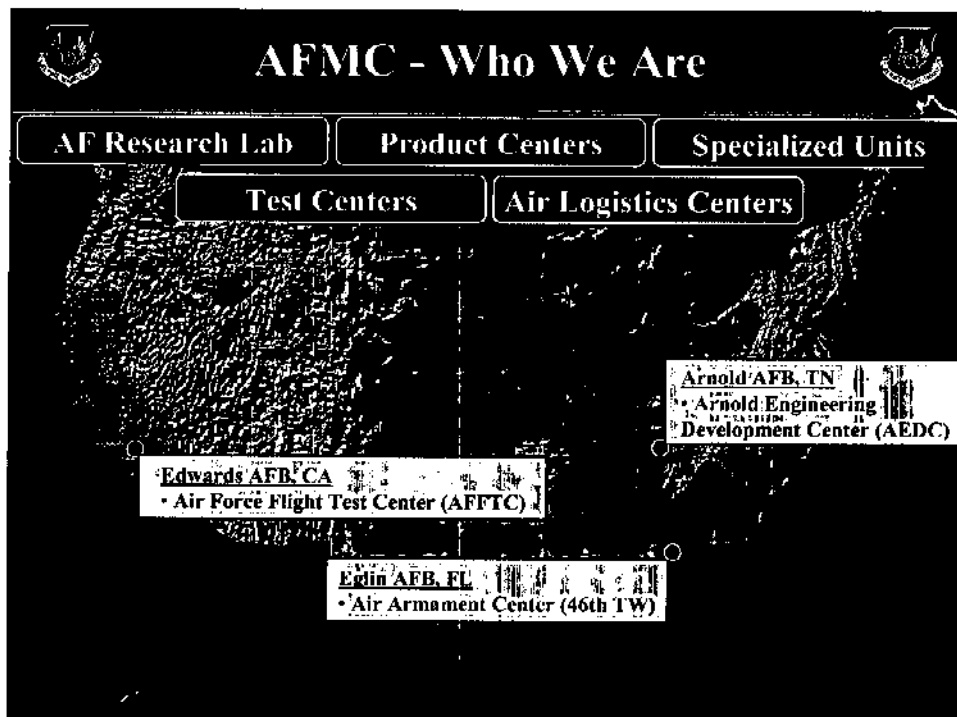 AFMC - Who We Are
AF Research Lab
Product Centers
Specialized Units
Test Centers
Air Logistics Centers
Arnold AFB, TN
• Arnold Engineering
Development Center (AEDC)
Edwards AFB, CA
• Air Force Flight Test Center (AFFTC)
Eglin AFB, FL
• Air Armament Center (46th TW)